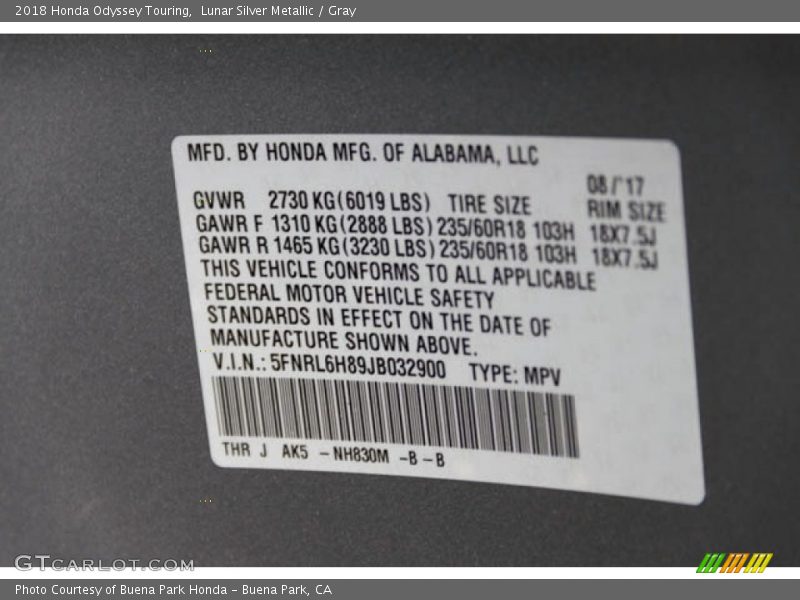 2018 Honda Odyssey Touring, Lunar Silver Metallic / Gray
MFD. BY HONDA MFG. OF ALABAMA, LLC
08/'17
GVWR 2730 KG(6019 LBS) TIRE SIZE RIM SIZE
GAWR F 1310 KG(2888 LBS) 235/60R18 103H 18X7.5J
GAWR R 1465 KG(3230 LBS) 235/60R18 103H 18X7.5J
THIS VEHICLE CONFORMS TO ALL APPLICABLE
FEDERAL MOTOR VEHICLE SAFETY
STANDARDS IN EFFECT ON THE DATE OF
MANUFACTURE SHOWN ABOVE.
V.I.N.: 5FNRL6H89JB032900 TYPE: MPV
THR J AK5 - NH830M -B-B
GTCARLOT.COM
Photo Courtesy of Buena Park Honda - Buena Park, CA